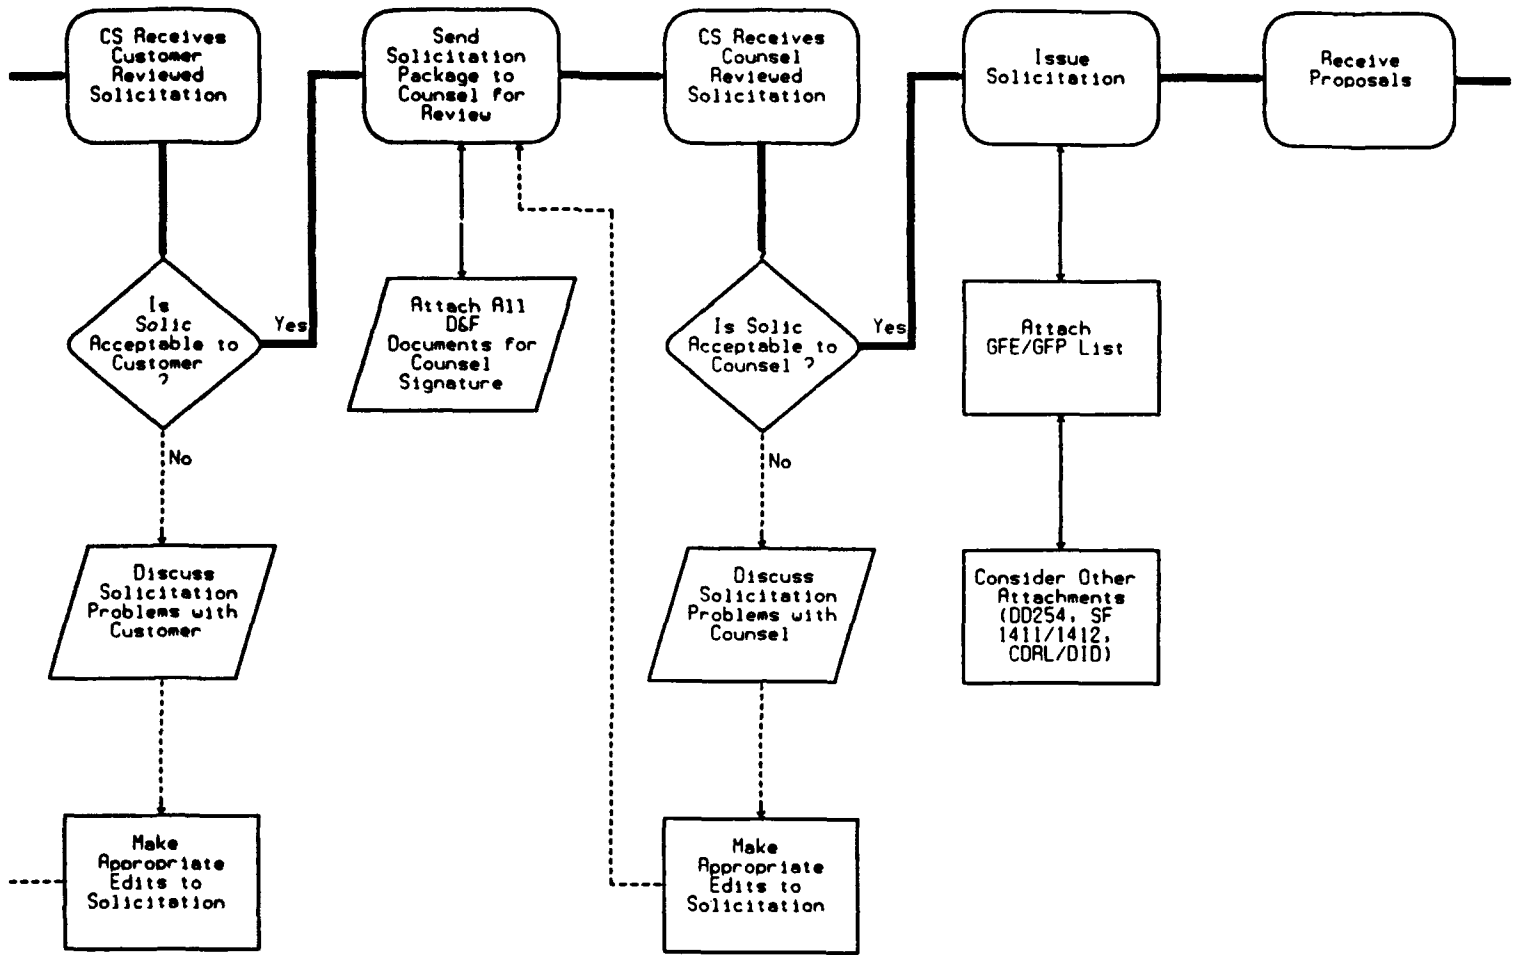 CS Receives
Customer
Reviewed
Solicitation
Send
Solicitation
Package to
Counsel for
Review
CS Receives
Counsel
Reviewed
Solicitation
Issue
Solicitation
Receive
Proposals
Is
Solic
Acceptable to
Customer
?
Yes
No
Attach All
D&F
Documents for
Counsel
Signature
Is Solic
Acceptable to
Counsel ?
Yes
No
Attach
GFE/GFP List
Discuss
Solicitation
Problems with
Customer
Discuss
Solicitation
Problems with
Counsel
Consider Other
Attachments
(DD254, SF
1411/1412,
CDRL/DID)
Make
Appropriate
Edits to
Solicitation
Make
Appropriate
Edits to
Solicitation